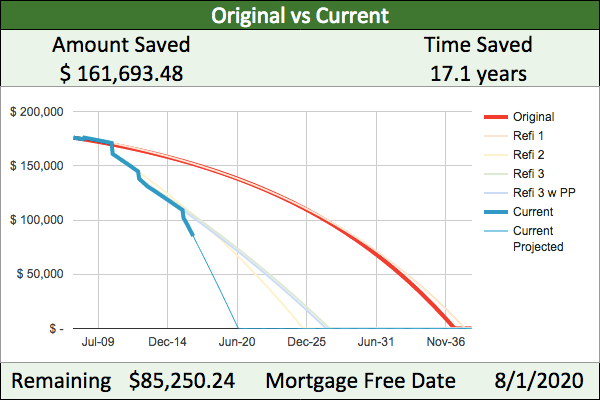 Original vs Current
Amount Saved
Time Saved
$ 161,693.48
17.1 years
$ 200,000
$ 150,000
$ 100,000
$ 50,000
$ -
Jul-09 Dec-14 Jun-20 Dec-25 Jun-31 Nov-36
Original
Refi 1
Refi 2
Refi 3
Refi 3 w PP
Current
Current
Projected
Remaining $85,250.24 Mortgage Free Date 8/1/2020